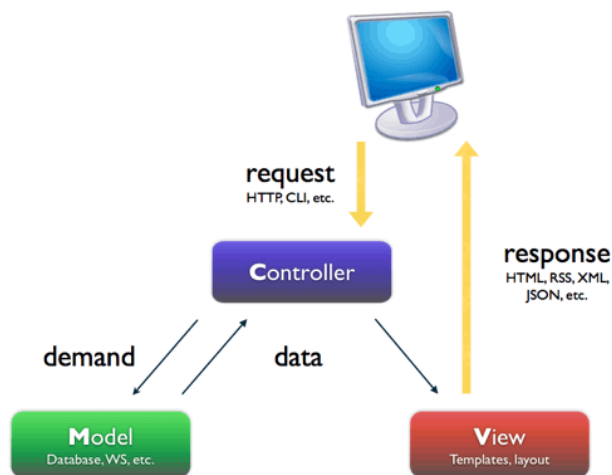 request
HTTP, CLI, etc.
response
HTML, RSS, XML,
JSON, etc.
Controller
demand
data
Model
Database, WS, etc.
View
Templates, layout